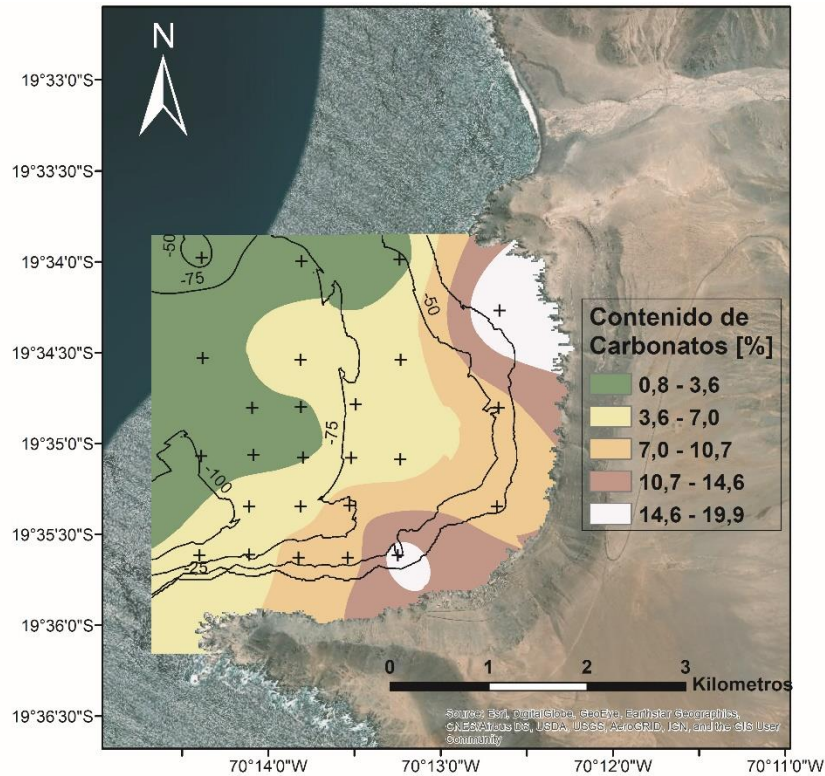 N
19°33'0"S
19°33'30"S
19°34'0"S
19°34'30"S
19°35'0"S
19°35'30"S
19°36'0"S
19°36'30"S
-50
-75
-50
-75
-100
-25
Contenido de
Carbonatos [%]
0,8 - 3,6
3,6 - 7,0
7,0 - 10,7
10,7 - 14,6
14,6 - 19,9
0 1 2 3
Kilometros
Source: Esri, DigitalGlobe, GeoEye, Earthstar Geographics,
CNES/Airbus DS, USDA, USGS, AeroGRID, IGN, and the GIS User
Community
70°14'0"W 70°13'0"W 70°12'0"W 70°11'0"W